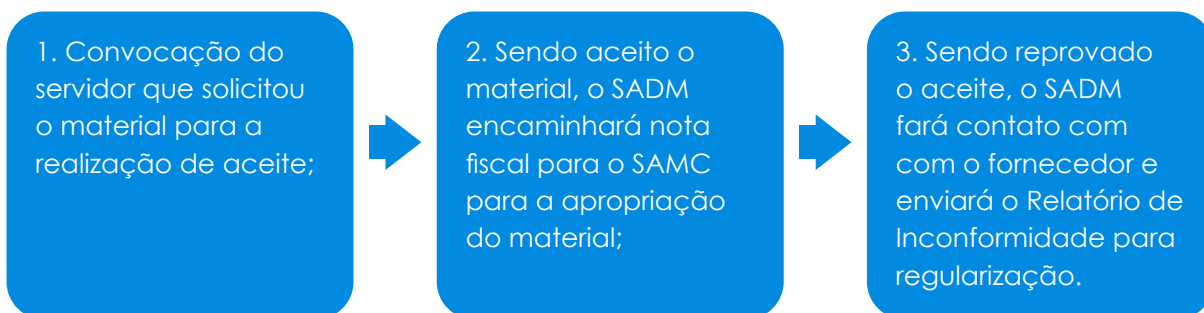 1. Convocação do
servidor que solicitou
o material para a
realização de aceite;
2. Sendo aceito o
material, o SADM
encaminhará nota
fiscal para o SAMC
para a apropriação
do material;
3. Sendo reprovado
o aceite, o SADM
fará contato com
com o fornecedor e
enviará o Relatório de
Inconformidade para
regularização.